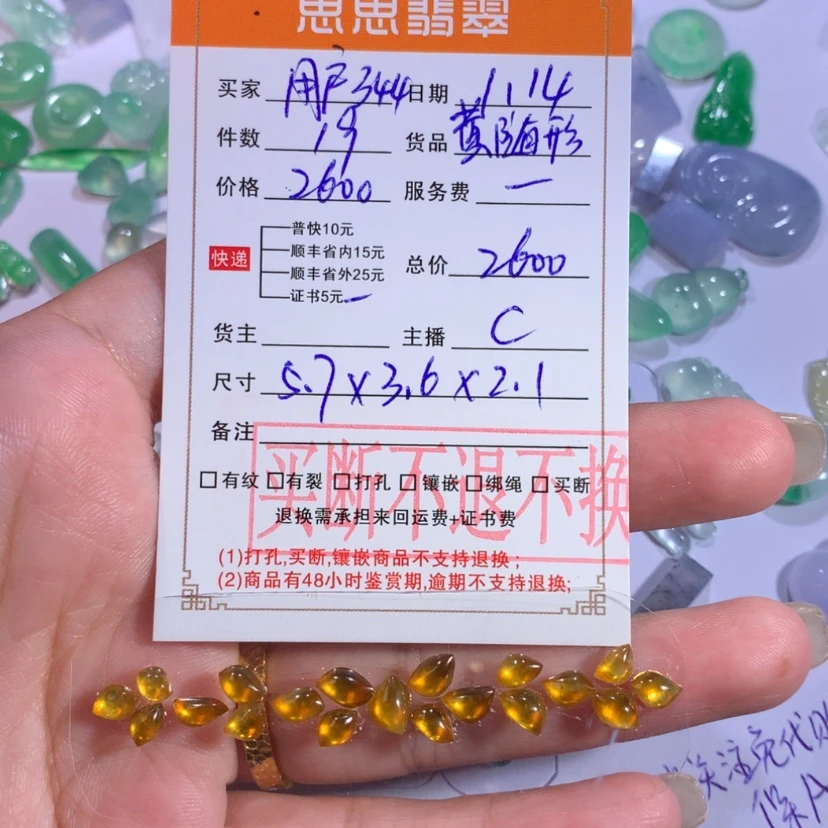 思思翡翠
买家 用户344 日期 1.14
件数 19 货品 黄随形
价格 2600 服务费 一
快递
普快10元
顺丰省内15元
顺丰省外25元
证书5元
总价 2600
货主 主播 C
尺寸 5.7x3.6x2.1
备注
买断不退不换
□有纹 □有裂 □打孔 □镶嵌 □绑绳 □买断
退换需承担来回运费+证书费
(1)打孔,买断,镶嵌商品不支持退换;
(2)商品有48小时鉴赏期,逾期不支持退换;